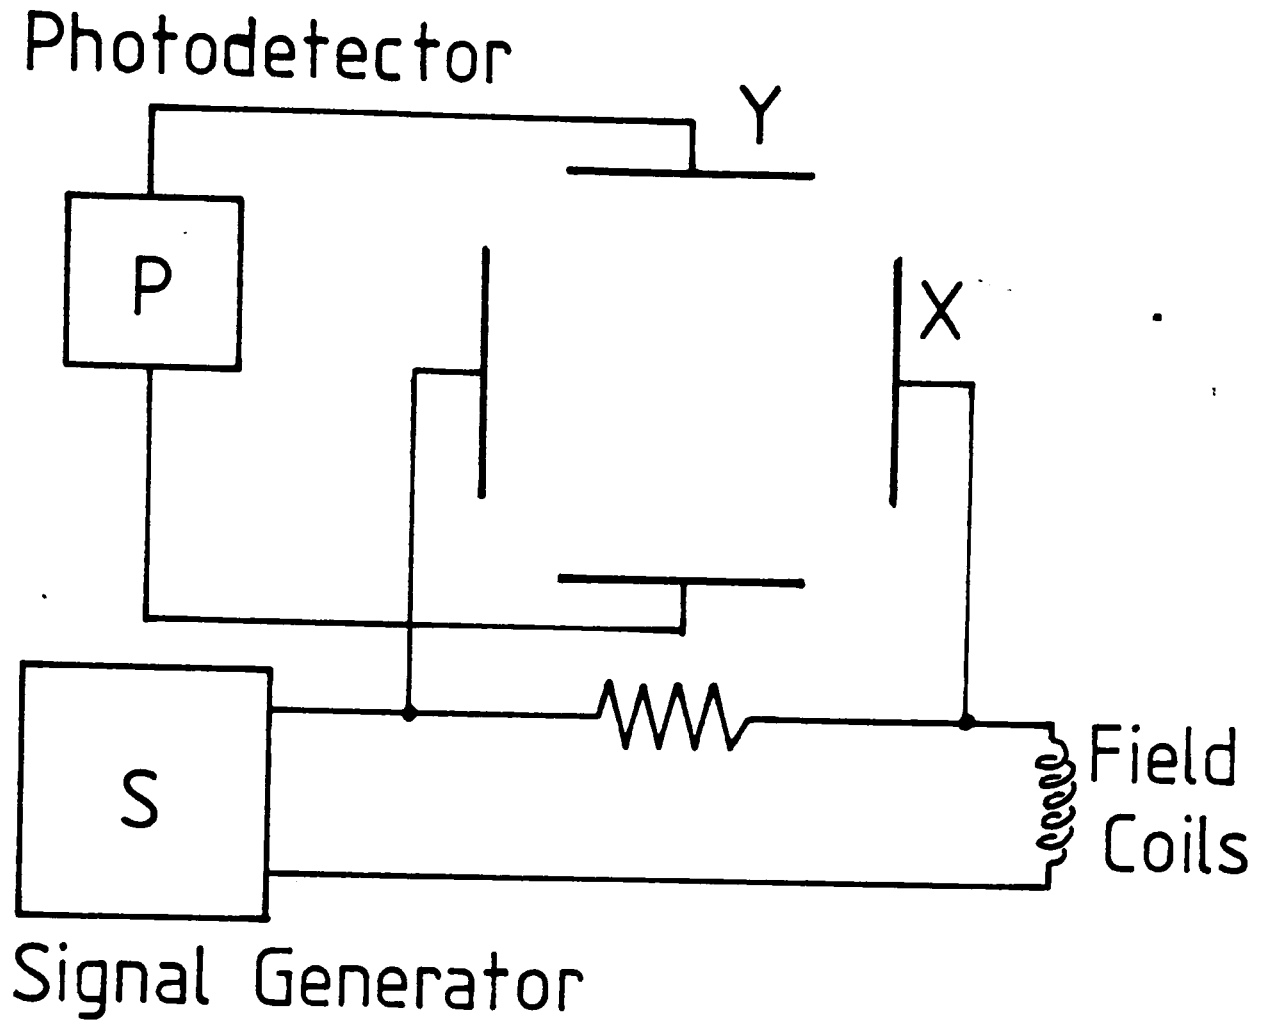 Photodetector
Y
P
X
Field
Coils
S
Signal Generator